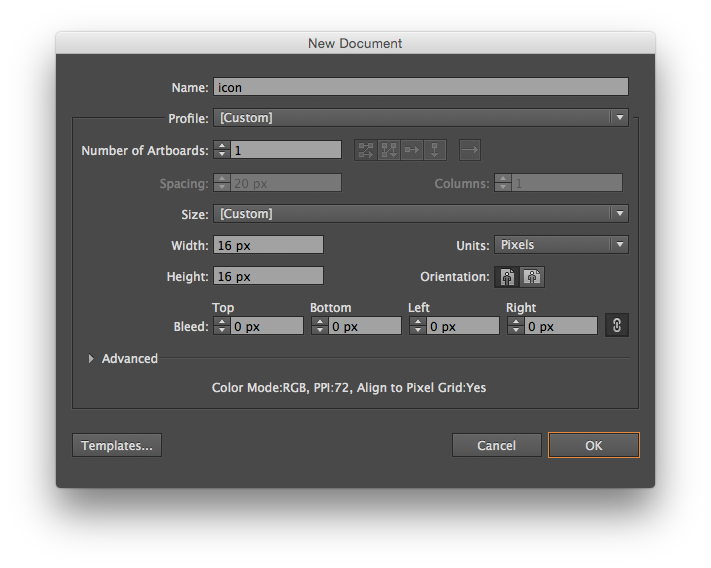 New Document
Name: icon
Profile: [Custom]
Number of Artboards: 1
Spacing: 20 px Columns: 1
Size: [Custom]
Width: 16 px Units: Pixels
Height: 16 px Orientation:
Top Bottom Left Right
Bleed: 0 px 0 px 0 px 0 px
Advanced
Color Mode:RGB, PPI:72, Align to Pixel Grid:Yes
Templates... Cancel OK